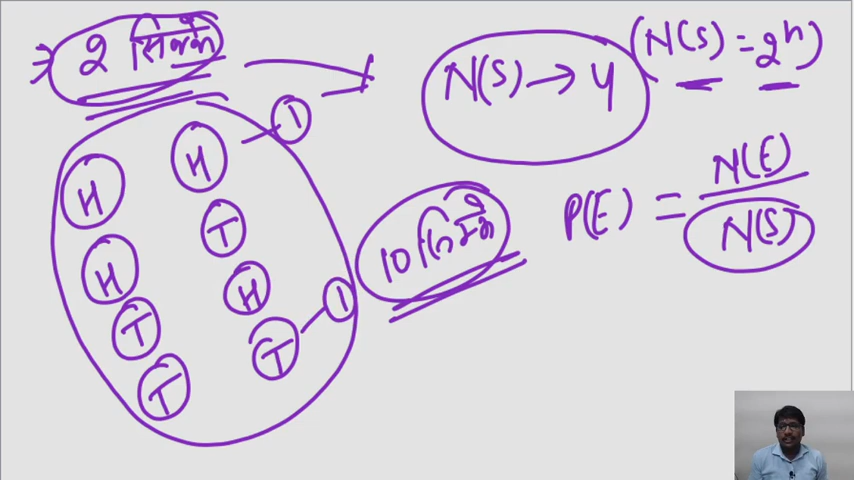 2 सिक्के N(S) → 4 (N(S) = 2ⁿ)
H H 1
H T
T H
T T 1
10 सिक्के
P(E) = N(E) / N(S)